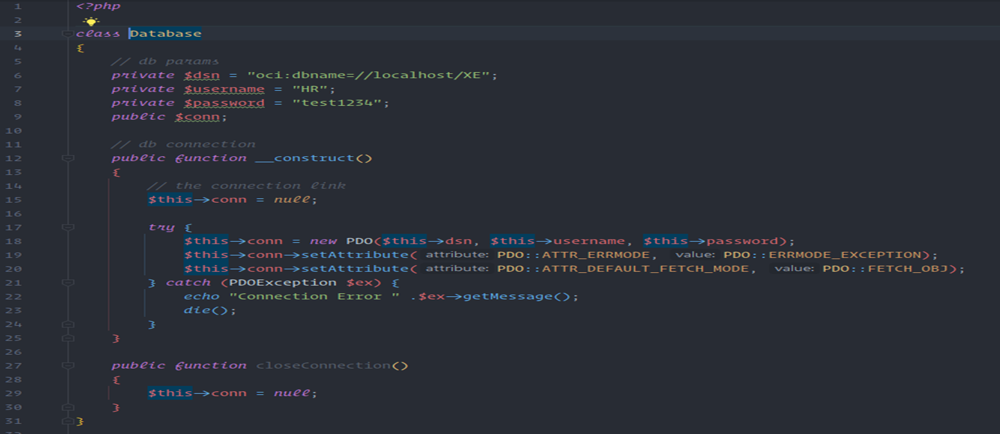 1 <?php
2
3 class Database
4 {
5 // db params
6 private $dsn = "oci:dbname=//localhost/XE";
7 private $username = "HR";
8 private $password = "test1234";
9 public $conn;
10
11 // db connection
12 public function __construct()
13 {
14 // the connection link
15 $this->conn = null;
16
17 try {
18 $this->conn = new PDO($this->dsn, $this->username, $this->password);
19 $this->conn->setAttribute( attribute: PDO::ATTR_ERRMODE, value: PDO::ERRMODE_EXCEPTION);
20 $this->conn->setAttribute( attribute: PDO::ATTR_DEFAULT_FETCH_MODE, value: PDO::FETCH_OBJ);
21 } catch (PDOException $ex) {
22 echo "Connection Error " .$ex->getMessage();
23 die();
24 }
25 }
26
27 public function closeConnection()
28 {
29 $this->conn = null;
30 }
31 }